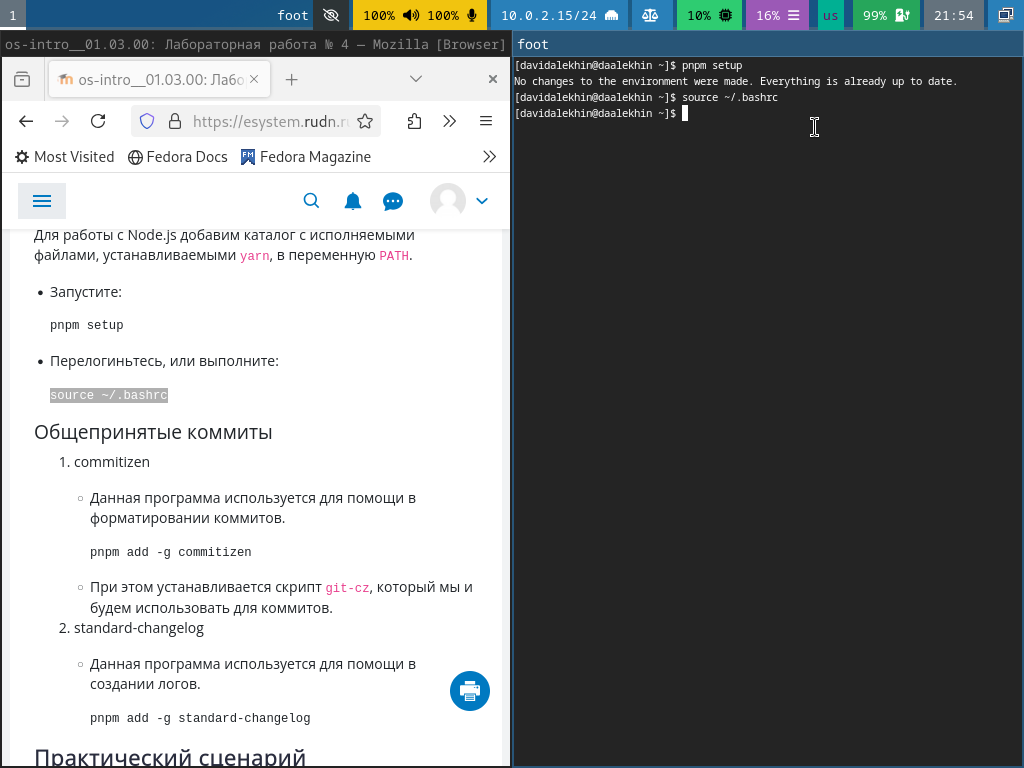 1
foot
100% 100%
10.0.2.15/24
10%
16%
us
99%
21:54
os-intro__01.03.00: Лабораторная работа № 4 — Mozilla [Browser]
foot
os-intro__01.03.00: Лабо
https://esystem.rudn.r
Most Visited
Fedora Docs
Fedora Magazine
Для работы с Node.js добавим каталог с исполняемыми
файлами, устанавливаемыми yarn, в переменную PATH.
Запустите:
pnpm setup
Перелогиньтесь, или выполните:
source ~/.bashrc
Общепринятые коммиты
1. commitizen
Данная программа используется для помощи в
форматировании коммитов.
pnpm add -g commitizen
При этом устанавливается скрипт git-cz, который мы и
будем использовать для коммитов.
2. standard-changelog
Данная программа используется для помощи в
создании логов.
pnpm add -g standard-changelog
Практический сценарий
[davidalekhin@daalekhin ~]$ pnpm setup
No changes to the environment were made. Everything is already up to date.
[davidalekhin@daalekhin ~]$ source ~/.bashrc
[davidalekhin@daalekhin ~]$